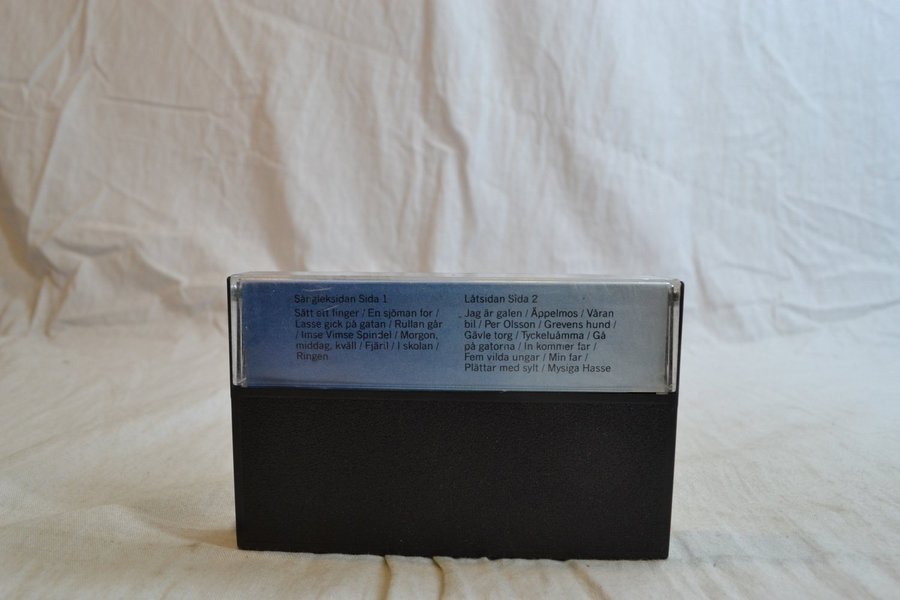 Sångleksidan Sida 1
Sätt ett finger / En sjöman for /
Lasse gick på gatan / Rullan går
/ Imse Vimse Spindel / Morgon,
middag, kväll / Fjäril / I skolan /
Ringen
Låtsidan Sida 2
Jag är galen / Äppelmos / Våran
bil / Per Olsson / Grevens hund /
Gävle torg / Tyckeluåmma / Gå
på gatorna / In kommer far /
Fem vilda ungar / Min far /
Plättar med sylt / Mysiga Hasse